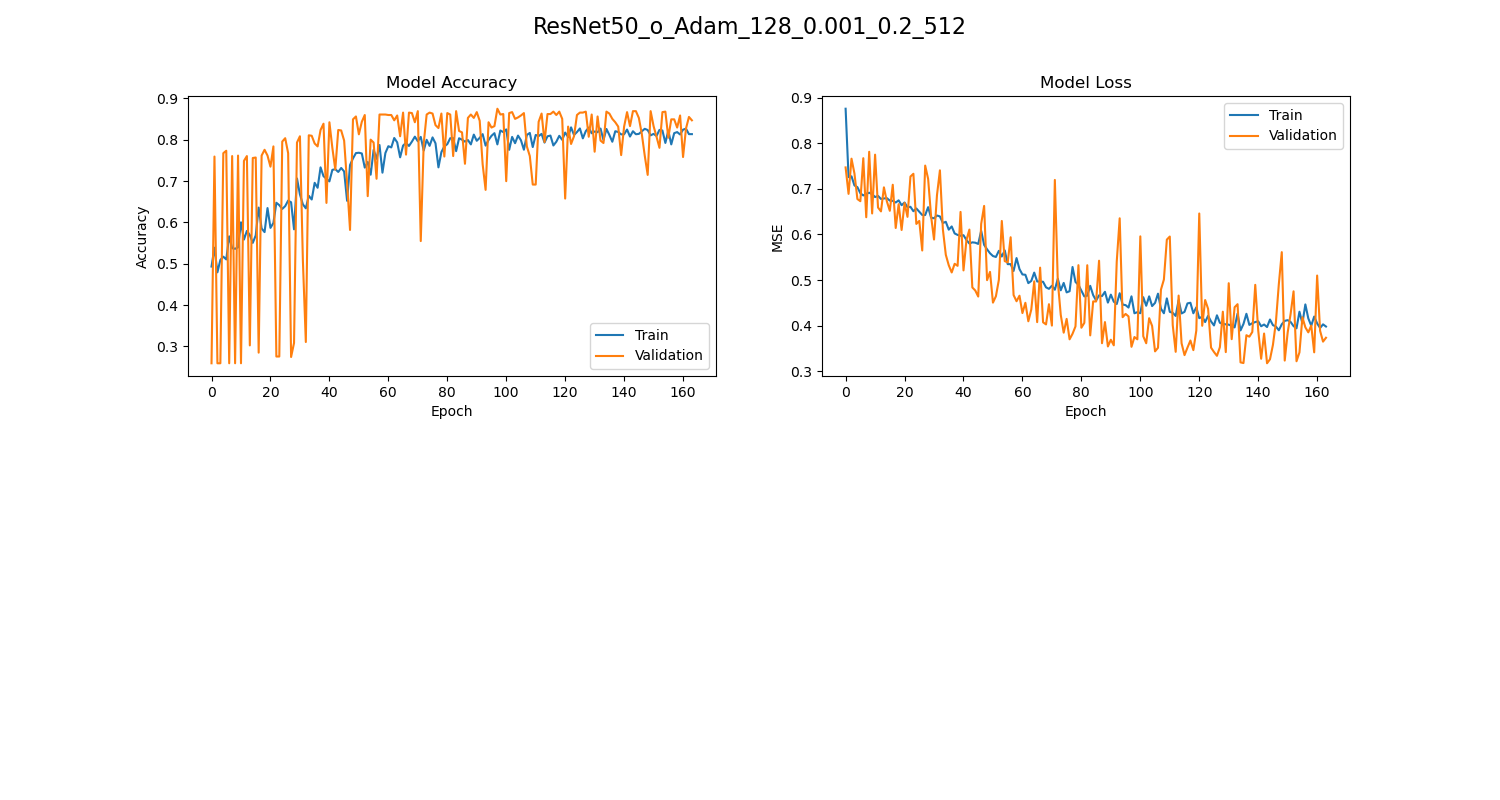 ResNet50_o_Adam_128_0.001_0.2_512
Model Accuracy
0.9
0.8
0.7
0.6
0.5
0.4
0.3
Accuracy
Train
Validation
0 20 40 60 80 100 120 140 160
Epoch
Model Loss
0.9
0.8
0.7
0.6
0.5
0.4
0.3
MSE
Train
Validation
0 20 40 60 80 100 120 140 160
Epoch